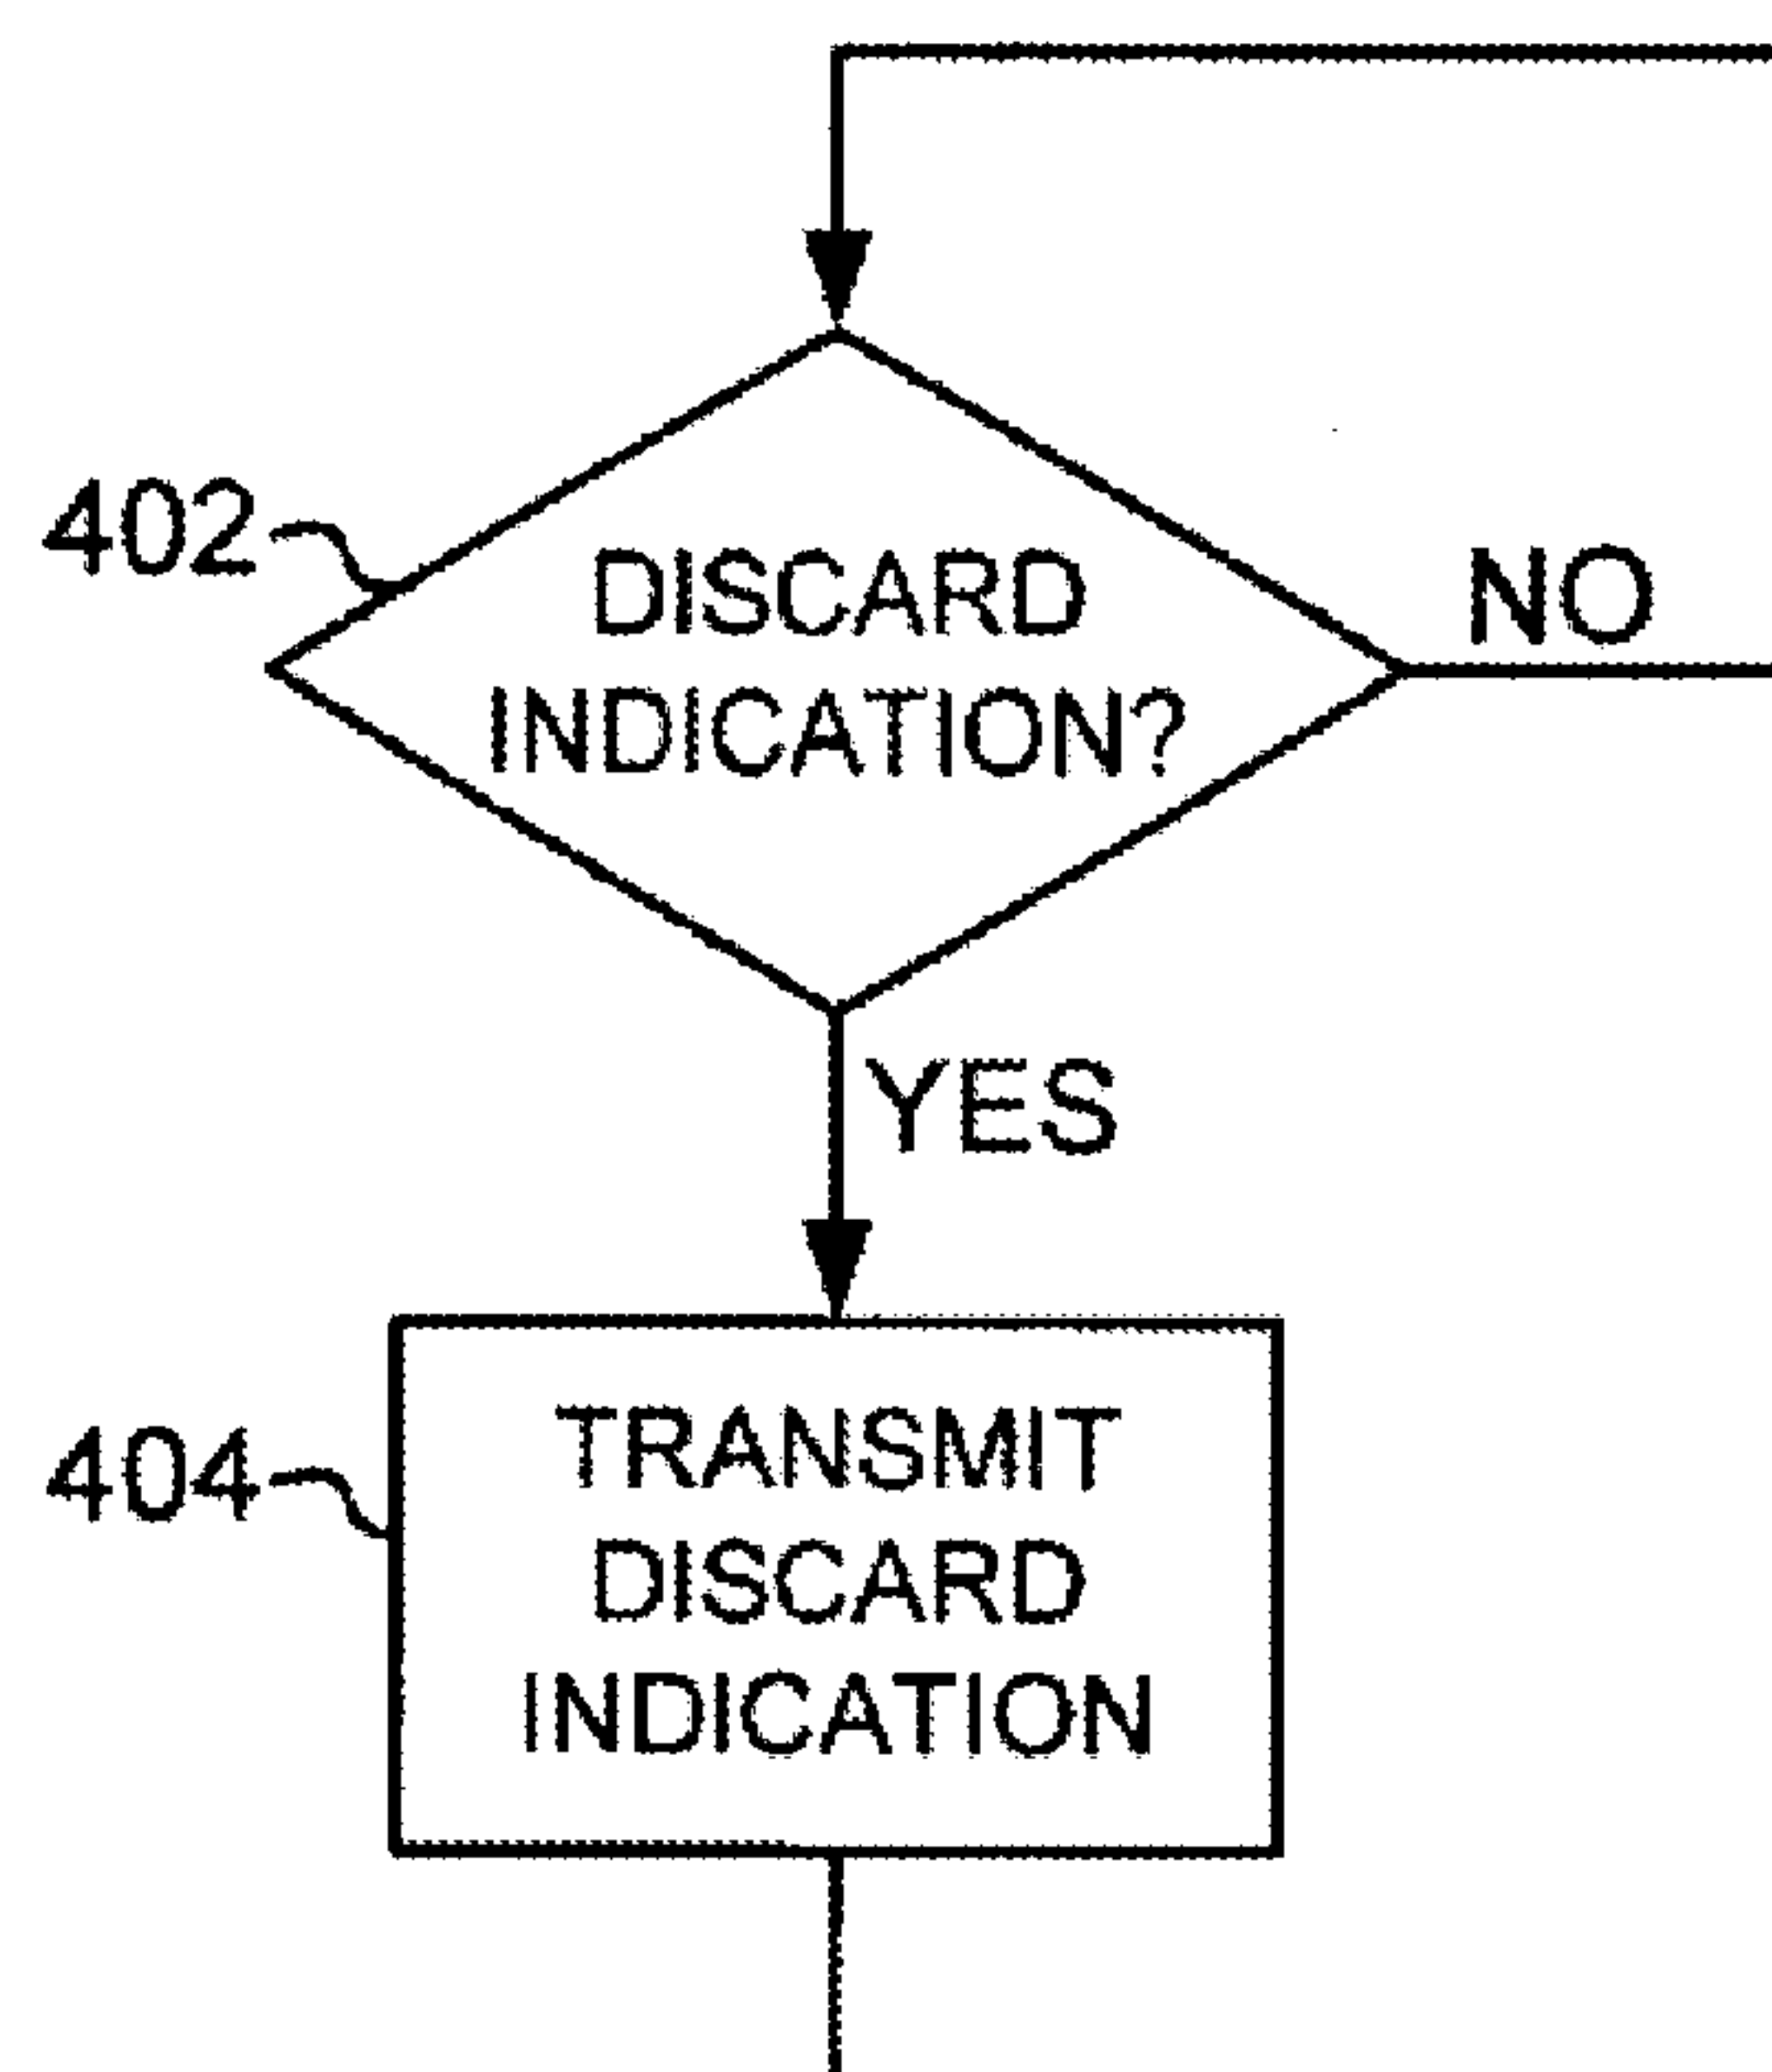 402
DISCARD
INDICATION?
NO
YES
404
TRANSMIT
DISCARD
INDICATION